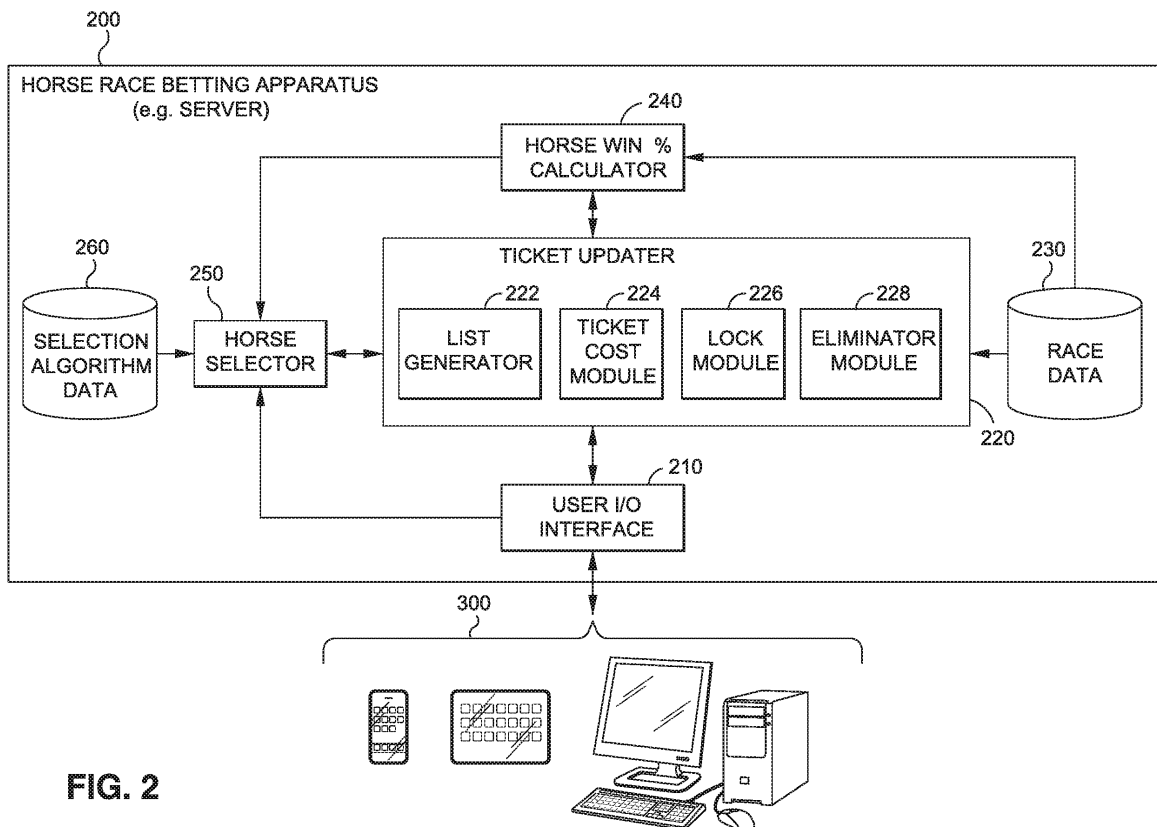 200
HORSE RACE BETTING APPARATUS
(e.g. SERVER)
240
HORSE WIN %
CALCULATOR
260
SELECTION
ALGORITHM
DATA
250
HORSE
SELECTOR
TICKET UPDATER
222
LIST
GENERATOR
224
TICKET
COST
MODULE
226
LOCK
MODULE
228
ELIMINATOR
MODULE
220
230
RACE
DATA
210
USER I/O
INTERFACE
300
FIG. 2